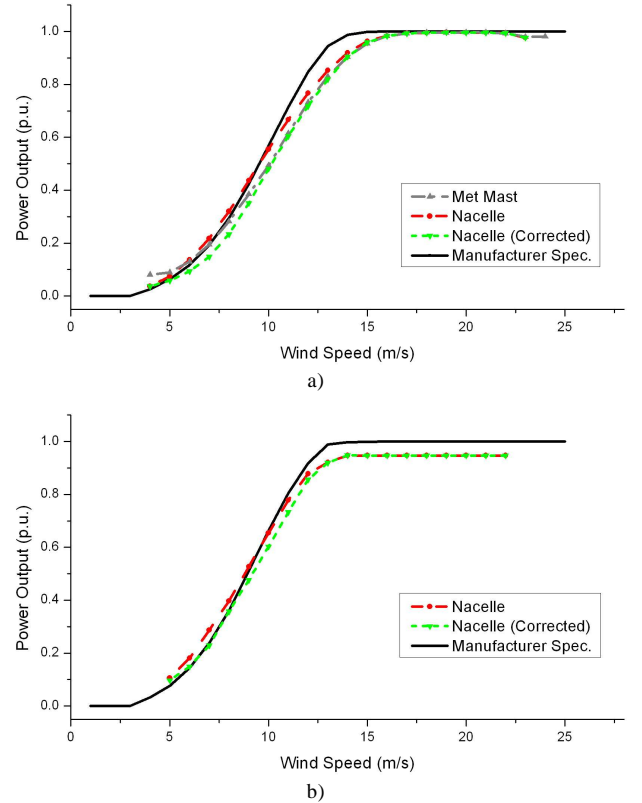 1.0
0.8
0.6
0.4
0.2
0.0
Power Output (p.u.)
Met Mast
Nacelle
Nacelle (Corrected)
Manufacturer Spec.
0 5 10 15 20 25
Wind Speed (m/s)
a)
1.0
0.8
0.6
0.4
0.2
0.0
Power Output (p.u.)
Nacelle
Nacelle (Corrected)
Manufacturer Spec.
0 5 10 15 20 25
Wind Speed (m/s)
b)